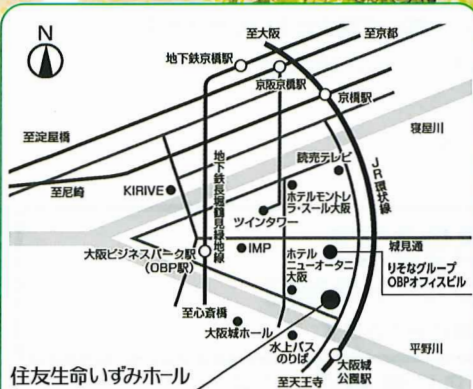 N
至大阪
至京都
地下鉄京橋駅
京阪京橋駅
京橋駅
至淀屋橋
寝屋川
至尼崎
地下鉄長堀鶴見緑地線
読売テレビ
JR環状線
KIRIVE
ホテルモントレ
ラ・スール大阪
ツインタワー
城見通
大阪ビジネスパーク駅
(OBP駅)
IMP
ホテル
ニューオータニ
大阪
りそなグループ
OBPオフィスビル
至心斎橋
大阪城ホール
水上バス
のりば
平野川
大阪城
公園駅
至天王寺
住友生命いずみホール